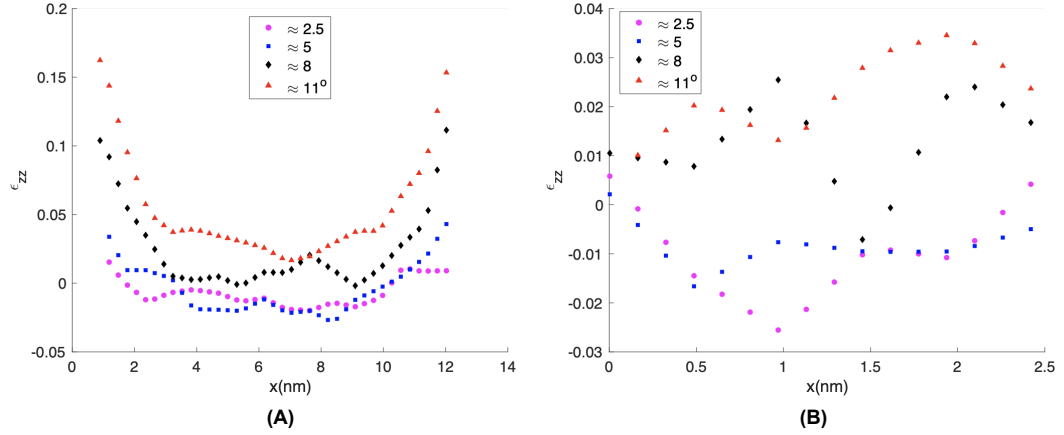 0.2
0.15
0.1
0.05
0
-0.05
ϵzz
≈ 2.5
≈ 5
≈ 8
≈ 11°
0 2 4 6 8 10 12 14
x(nm)
(A)
0.04
0.03
0.02
0.01
0
-0.01
-0.02
-0.03
ϵzz
≈ 2.5
≈ 5
≈ 8
≈ 11°
0 0.5 1 1.5 2 2.5
x(nm)
(B)